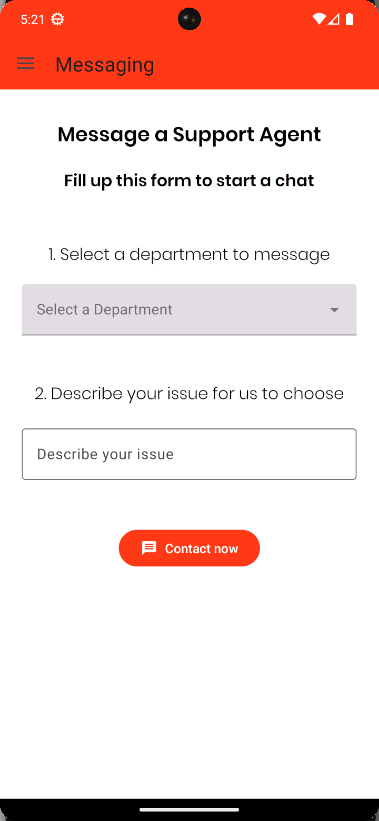 5:21
Messaging
Message a Support Agent
Fill up this form to start a chat
1. Select a department to message
Select a Department
2. Describe your issue for us to choose
Describe your issue
Contact now